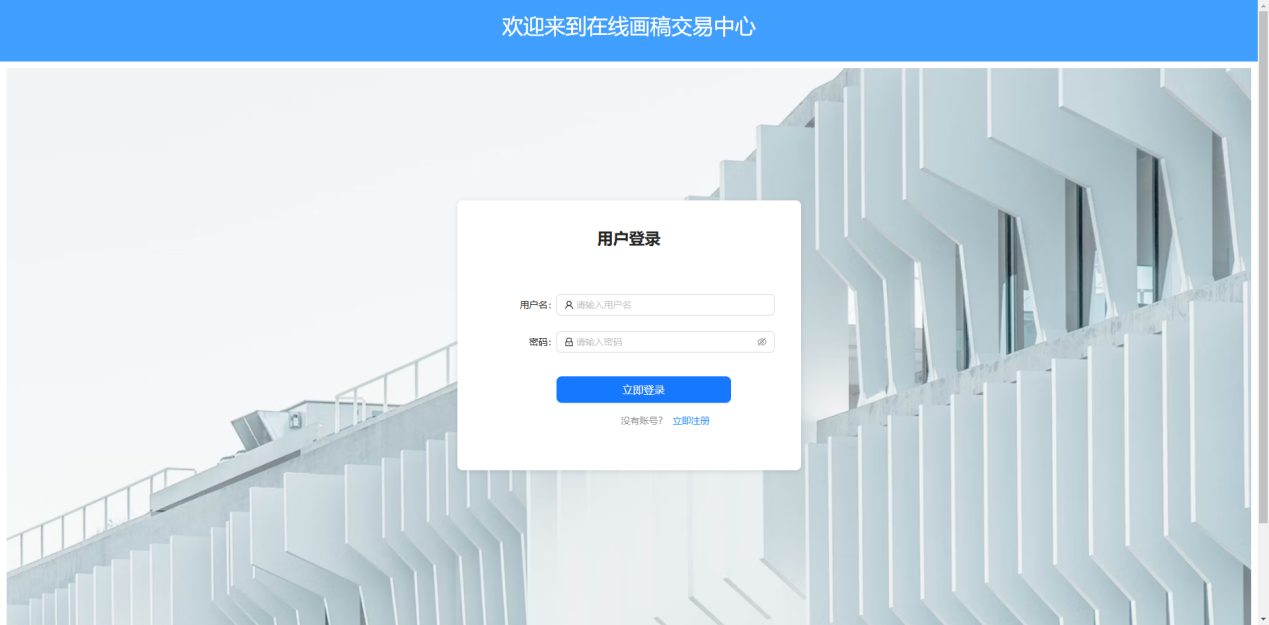 欢迎来到在线画稿交易中心
用户登录
用户名: 请输入用户名
密码: 请输入密码
立即登录
没有账号? 立即注册